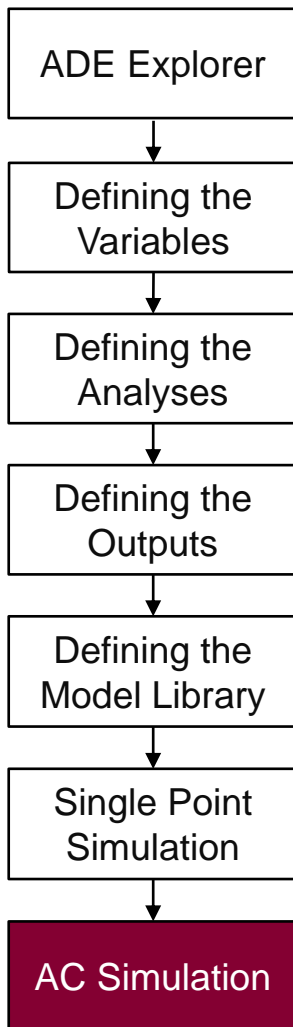 ADE Explorer
Defining the
Variables
Defining the
Analyses
Defining the
Outputs
Defining the
Model Library
Single Point
Simulation
AC Simulation